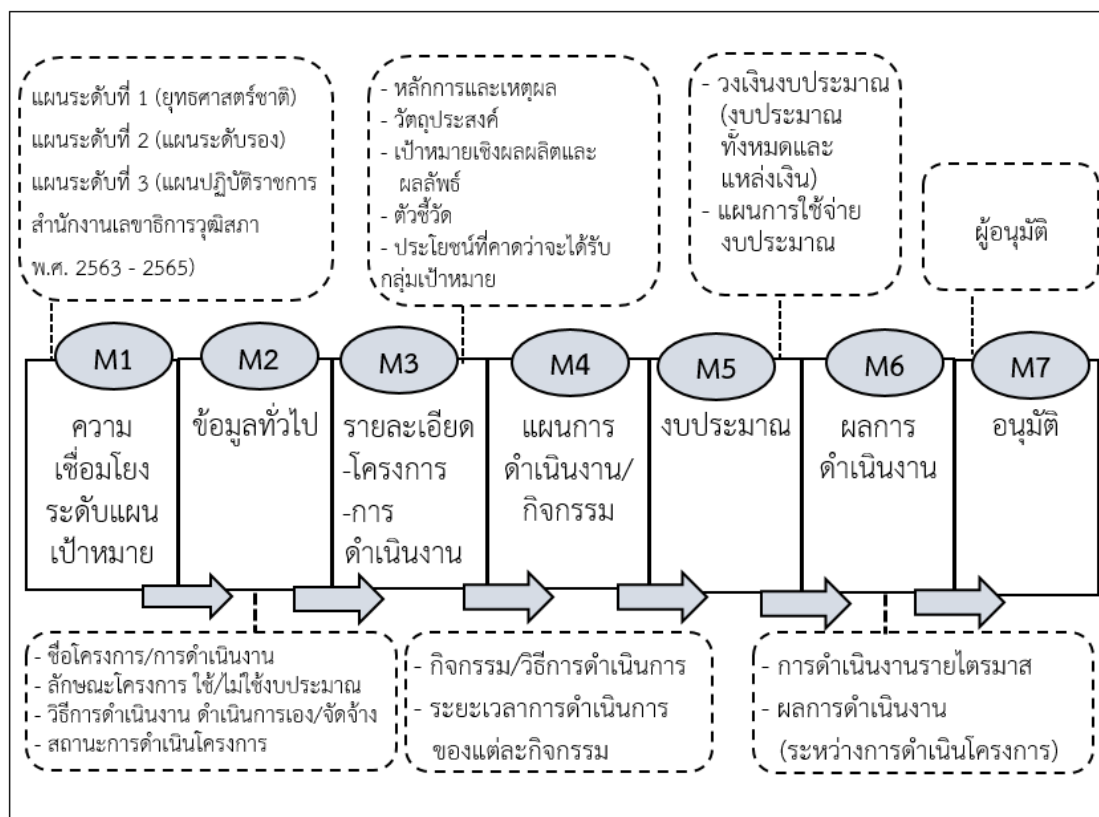 แผนระดับที่ 1 (ยุทธศาสตร์ชาติ)
แผนระดับที่ 2 (แผนระดับรอง)
แผนระดับที่ 3 (แผนปฏิบัติราชการ
สำนักงานเลขาธิการวุฒิสภา
พ.ศ. 2563 - 2565)
- หลักการและเหตุผล
- วัตถุประสงค์
- เป้าหมายเชิงผลผลิตและ
ผลลัพธ์
- ตัวชี้วัด
- ประโยชน์ที่คาดว่าจะได้รับ
กลุ่มเป้าหมาย
- วงเงินงบประมาณ
(งบประมาณ
ทั้งหมดและ
แหล่งเงิน)
- แผนการใช้จ่าย
งบประมาณ
ผู้อนุมัติ
M1
ความ
เชื่อมโยง
ระดับแผน
เป้าหมาย
M2
ข้อมูลทั่วไป
M3
รายละเอียด
-โครงการ
-การ
ดำเนินงาน
M4
แผนการ
ดำเนินงาน/
กิจกรรม
M5
งบประมาณ
M6
ผลการ
ดำเนินงาน
M7
อนุมัติ
- ชื่อโครงการ/การดำเนินงาน
- ลักษณะโครงการ ใช้/ไม่ใช้งบประมาณ
- วิธีการดำเนินงาน ดำเนินการเอง/จัดจ้าง
- สถานะการดำเนินโครงการ
- กิจกรรม/วิธีการดำเนินการ
- ระยะเวลาการดำเนินการ
ของแต่ละกิจกรรม
- การดำเนินงานรายไตรมาส
- ผลการดำเนินงาน
(ระหว่างการดำเนินโครงการ)